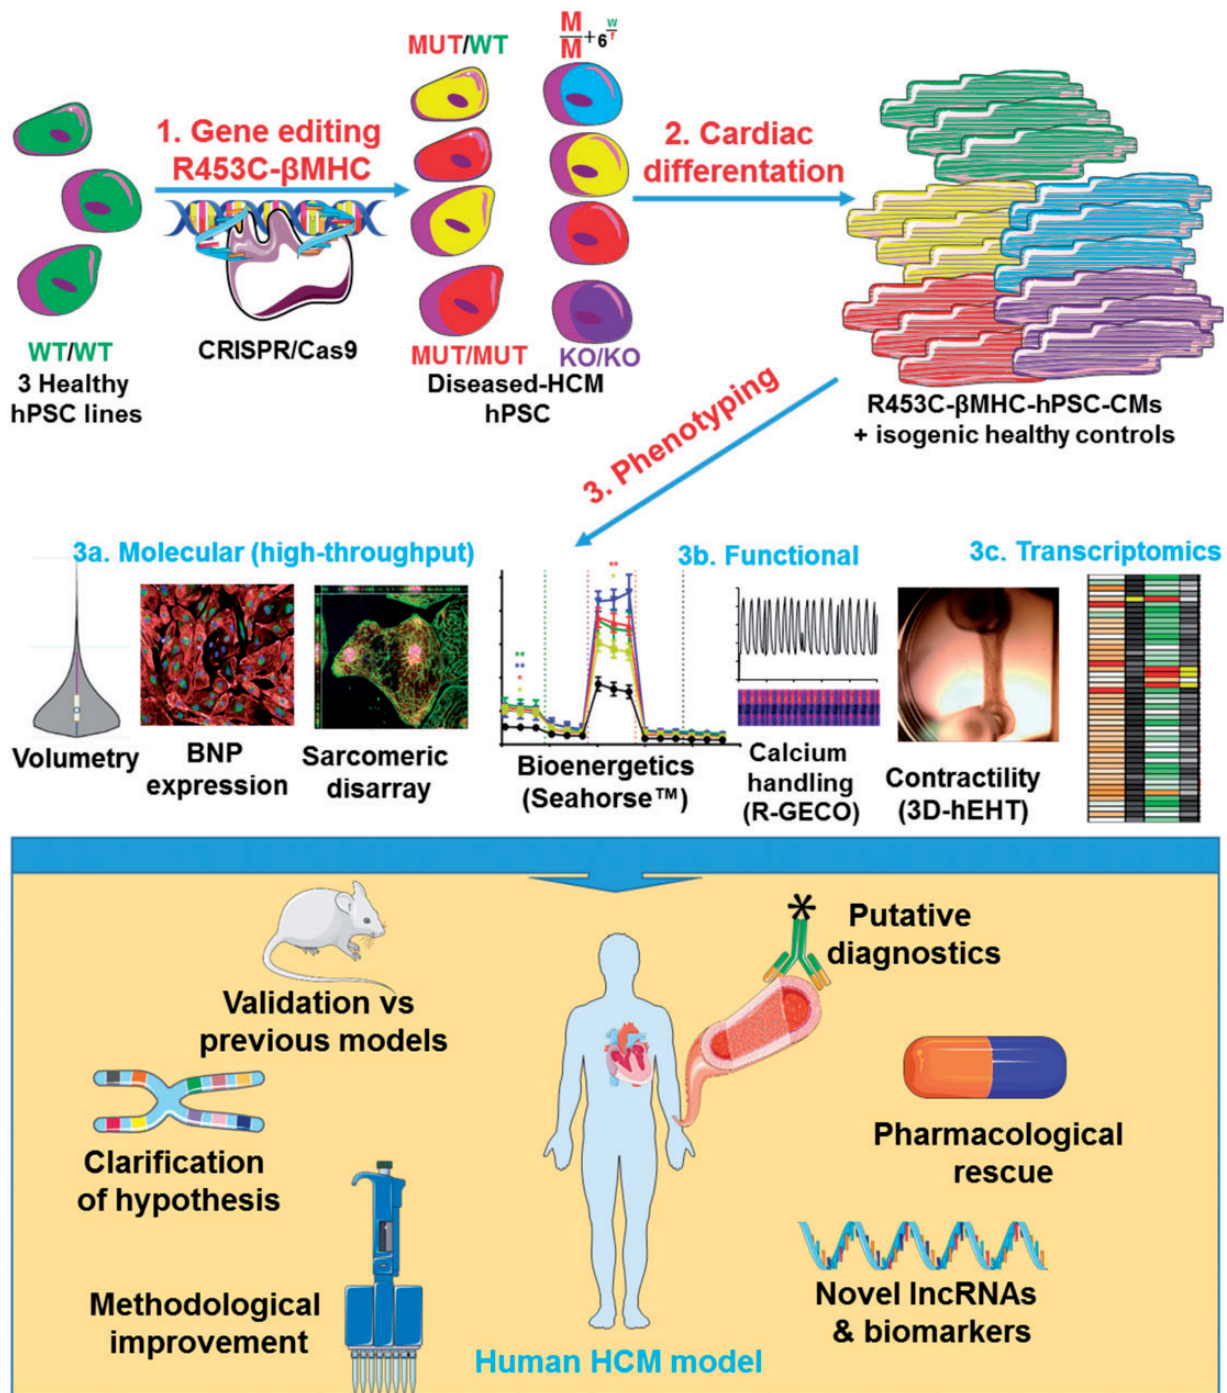 MUT/WT
M
M
+6
w
f
1. Gene editing
R453C-βMHC
2. Cardiac
differentation
WT/WT
3 Healthy
hPSC lines
CRISPR/Cas9
MUT/MUT
KO/KO
Diseased-HCM
hPSC
R453C-βMHC-hPSC-CMs
+ isogenic healthy controls
3. Phenotyping
3a. Molecular (high-throughput)
3b. Functional
3c. Transcriptomics
Volumetry
BNP
expression
Sarcomeric
disarray
Bioenergetics
(Seahorse™)
Calcium
handling
(R-GECO)
Contractility
(3D-hEHT)
Validation vs
previous models
Putative
diagnostics
Clarification
of hypothesis
Pharmacological
rescue
Methodological
improvement
Novel lncRNAs
& biomarkers
Human HCM model